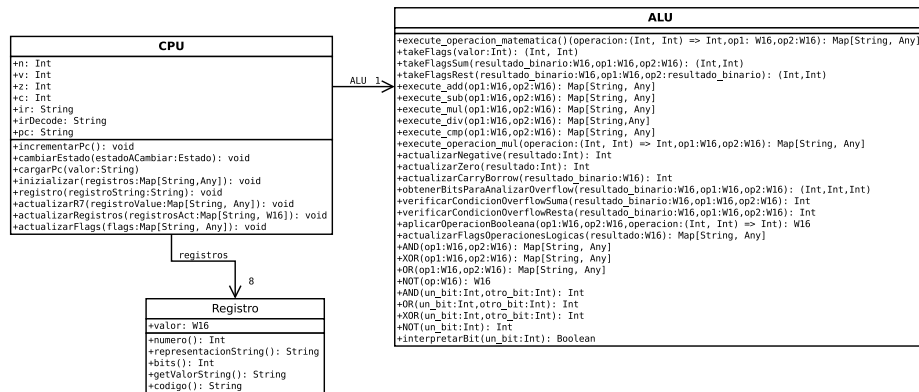 CPU
+n: Int
+v: Int
+z: Int
+c: Int
+ir: String
+irDecode: String
+pc: String
+incrementarPc(): void
+cambiarEstado(estadoACambiar:Estado): void
+cargarPc(valor:String)
+inizializar(registros:Map[String,Any]): void
+registro(registroString:String): void
+actualizarR7(registroValue:Map[String, Any]): void
+actualizarRegistros(registrosAct:Map[String, W16]): void
+actualizarFlags(flags:Map[String, Any]): void
ALU 1
ALU
+execute_operacion_matematica()(operacion:(Int, Int) => Int,op1: W16,op2:W16): Map[String, Any]
+takeFlags(valor:Int): (Int, Int)
+takeFlagsSum(resultado_binario:W16,op1:W16,op2:W16): (Int,Int)
+takeFlagsRest(resultado_binario:W16,op1:W16,op2:resultado_binario): (Int,Int)
+execute_add(op1:W16,op2:W16): Map[String, Any]
+execute_sub(op1:W16,op2:W16): Map[String, Any]
+execute_mul(op1:W16,op2:W16): Map[String, Any]
+execute_div(op1:W16,op2:W16): Map[String,Any]
+execute_cmp(op1:W16,op2:W16): Map[String, Any]
+execute_operacion_mul(operacion:(Int, Int) => Int,op1:W16,op2:W16): Map[String, Any]
+actualizarNegative(resultado:Int): Int
+actualizarZero(resultado:Int): Int
+actualizarCarryBorrow(resultado_binario:W16): Int
+obtenerBitsParaAnalizarOverflow(resultado_binario:W16,op1:W16,op2:W16): (Int,Int,Int)
+verificarCondicionOverflowSuma(resultado_binario:W16,op1:W16,op2:W16): Int
+verificarCondicionOverflowResta(resultado_binario:W16,op1:W16,op2:W16): Int
+aplicarOperacionBooleana(op1:W16,op2:W16,operacion:(Int, Int) => Int): W16
+actualizarFlagsOperacionesLogicas(resultado:W16): Map[String, Any]
+AND(op1:W16,op2:W16): Map[String, Any]
+XOR(op1:W16,op2:W16): Map[String, Any]
+OR(op1:W16,op2:W16): Map[String, Any]
+NOT(op:W16): W16
+AND(un_bit:Int,otro_bit:Int): Int
+OR(un_bit:Int,otro_bit:Int): Int
+XOR(un_bit:Int,otro_bit:Int): Int
+NOT(un_bit:Int): Int
+interpretarBit(un_bit:Int): Boolean
registros
8
Registro
+valor: W16
+numero(): Int
+representacionString(): String
+bits(): Int
+getValorString(): String
+codigo(): String